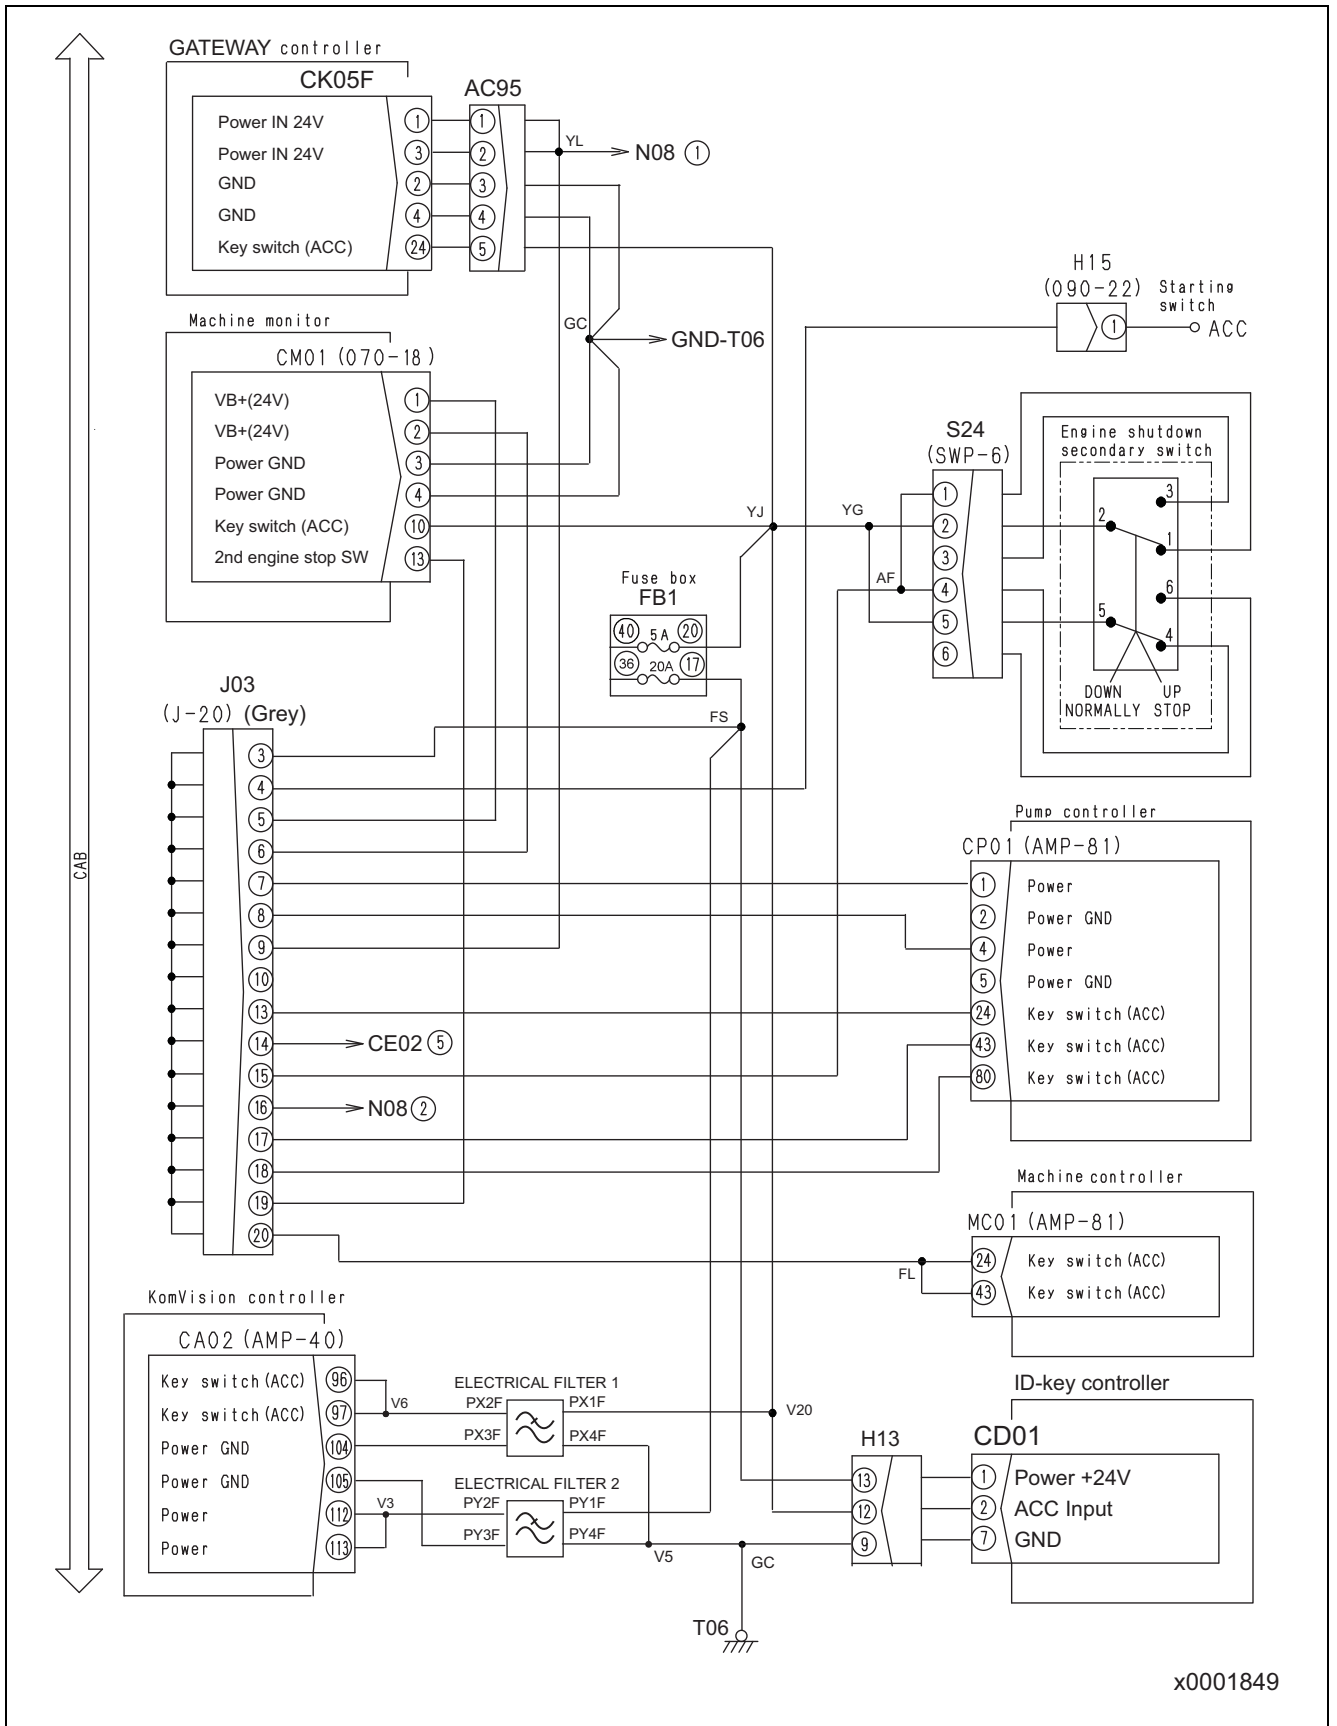 GATEWAY controller
CK05F
AC95
Power IN 24V 1 1
Power IN 24V 3 2
GND 2 3
GND 4 4
Key switch (ACC) 24 5
YL
N08 1
GC
GND-T06
H15
(090-22)
1
Starting
switch
ACC
Machine monitor
CM01 (070-18)
VB+(24V) 1
VB+(24V) 2
Power GND 3
Power GND 4
Key switch (ACC) 10
2nd engine stop SW 13
YJ
YG
AF
S24
(SWP-6)
1
2
3
4
5
6
Engine shutdown
secondary switch
3
2
1
6
5
4
DOWN UP
NORMALLY STOP
Fuse box
FB1
40 5A 20
36 20A 17
FS
J03
(J-20) (Grey)
3
4
5
6
7
8
9
10
13
14 CE02 5
15
16 N08 2
17
18
19
20
CAB
Pump controller
CP01 (AMP-81)
1 Power
2 Power GND
4 Power
5 Power GND
24 Key switch (ACC)
43 Key switch (ACC)
80 Key switch (ACC)
Machine controller
MC01 (AMP-81)
24 Key switch (ACC)
43 Key switch (ACC)
FL
KomVision controller
CA02 (AMP-40)
Key switch (ACC) 96
Key switch (ACC) 97
Power GND 104
Power GND 105
Power 112
Power 113
V6
V3
ELECTRICAL FILTER 1
PX2F PX1F
PX3F PX4F
ELECTRICAL FILTER 2
PY2F PY1F
PY3F PY4F
V20
V5
GC
T06
H13
13
12
9
ID-key controller
CD01
1 Power +24V
2 ACC Input
7 GND
x0001849